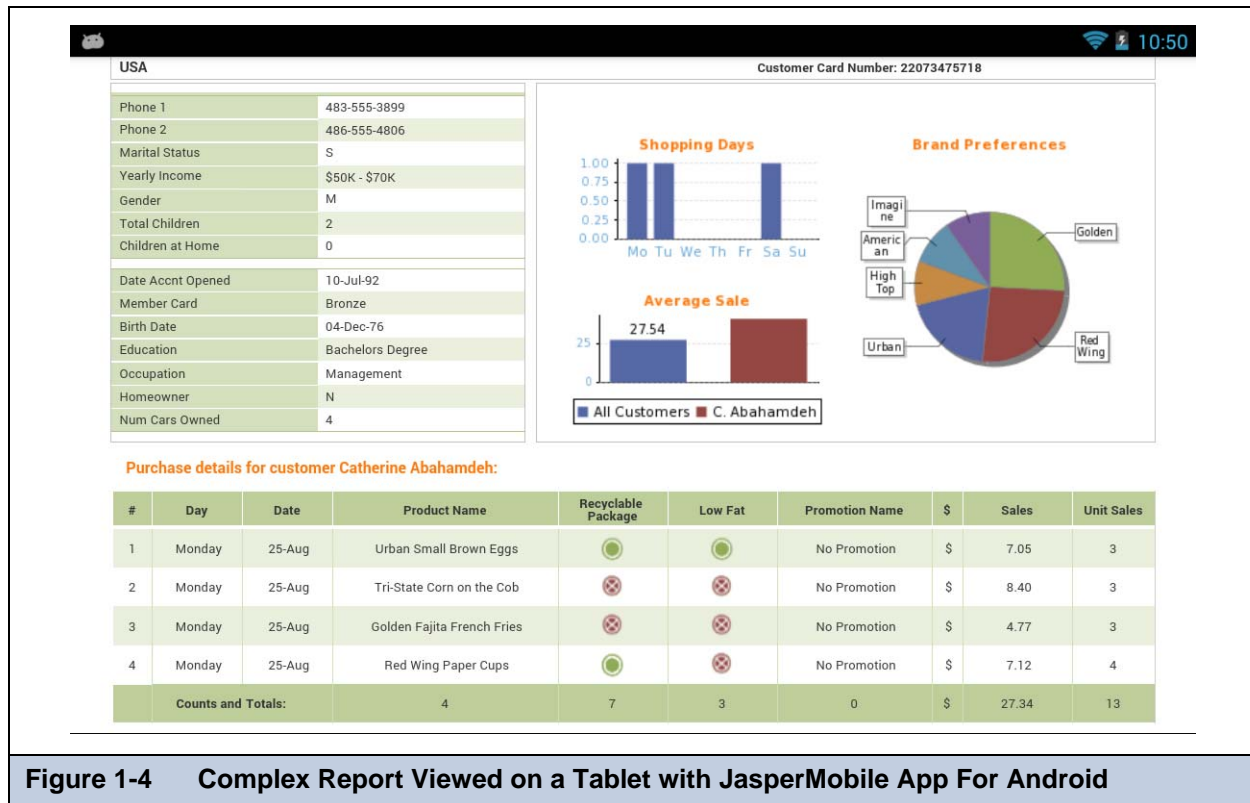 10:50
USA Customer Card Number: 22073475718
Phone 1 483-555-3899
Phone 2 486-555-4806
Marital Status S
Yearly Income $50K - $70K
Gender M
Total Children 2
Children at Home 0
Date Accnt Opened 10-Jul-92
Member Card Bronze
Birth Date 04-Dec-76
Education Bachelors Degree
Occupation Management
Homeowner N
Num Cars Owned 4
Shopping Days
1.00
0.75
0.50
0.25
0.00
Mo Tu We Th Fr Sa Su
Average Sale
27.54
25
0
All Customers C. Abahamdeh
Brand Preferences
Imagi
ne
Americ
an
High
Top
Urban
Golden
Red
Wing
Purchase details for customer Catherine Abahamdeh:
# Day Date Product Name Recyclable Package Low Fat Promotion Name $ Sales Unit Sales
1 Monday 25-Aug Urban Small Brown Eggs No Promotion $ 7.05 3
2 Monday 25-Aug Tri-State Corn on the Cob No Promotion $ 8.40 3
3 Monday 25-Aug Golden Fajita French Fries No Promotion $ 4.77 3
4 Monday 25-Aug Red Wing Paper Cups No Promotion $ 7.12 4
Counts and Totals: 4 7 3 0 $ 27.34 13
Figure 1-4 Complex Report Viewed on a Tablet with JasperMobile App For Android